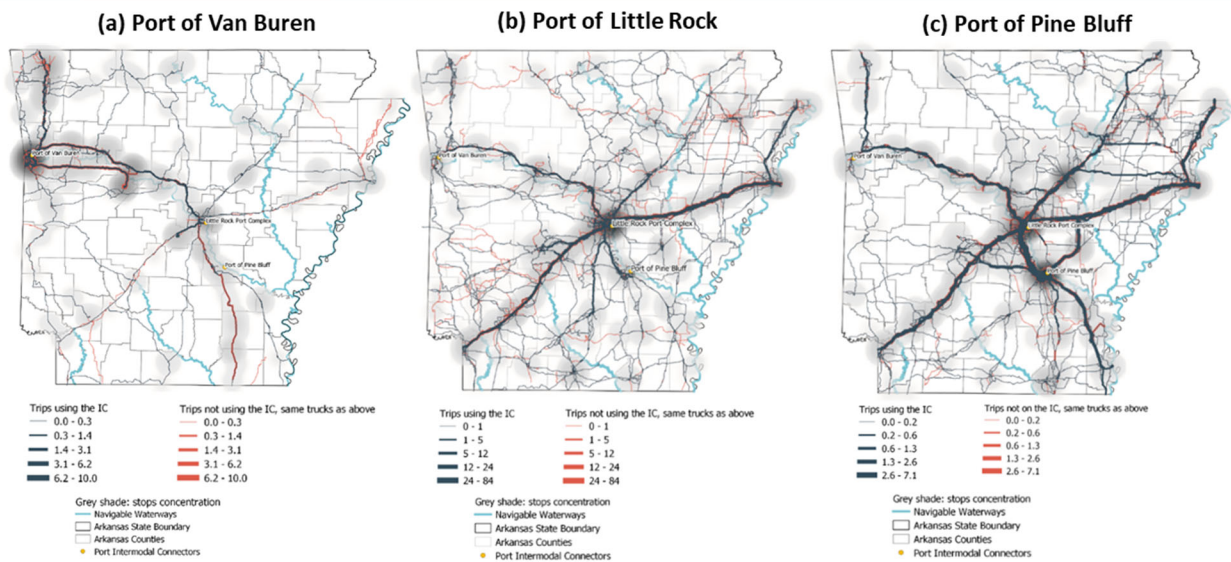 (a) Port of Van Buren
Port of Van Buren
Little Rock Port Complex
Port of Pine Bluff
Trips using the IC
0.0 - 0.3
0.3 - 1.4
1.4 - 3.1
3.1 - 6.2
6.2 - 10.0
Trips not using the IC, same trucks as above
0.0 - 0.3
0.3 - 1.4
1.4 - 3.1
3.1 - 6.2
6.2 - 10.0
Grey shade: stops concentration
Navigable Waterways
Arkansas State Boundary
Arkansas Counties
Port Intermodal Connectors
(b) Port of Little Rock
Port of Van Buren
Little Rock Port Complex
Port of Pine Bluff
Trips using the IC
0 - 1
1 - 5
5 - 12
12 - 24
24 - 84
Trips not using the IC, same trucks as above
0 - 1
1 - 5
5 - 12
12 - 24
24 - 84
Grey shade: stops concentration
Navigable Waterways
Arkansas State Boundary
Arkansas Counties
Port Intermodal Connectors
(c) Port of Pine Bluff
Port of Van Buren
Little Rock Port Complex
Port of Pine Bluff
Trips using the IC
0.0 - 0.2
0.2 - 0.6
0.6 - 1.3
1.3 - 2.6
2.6 - 7.1
Trips not on the IC, same trucks as above
0.0 - 0.2
0.2 - 0.6
0.6 - 1.3
1.3 - 2.6
2.6 - 7.1
Grey shade: stops concentration
Navigable Waterways
Arkansas State Boundary
Arkansas Counties
Port Intermodal Connectors